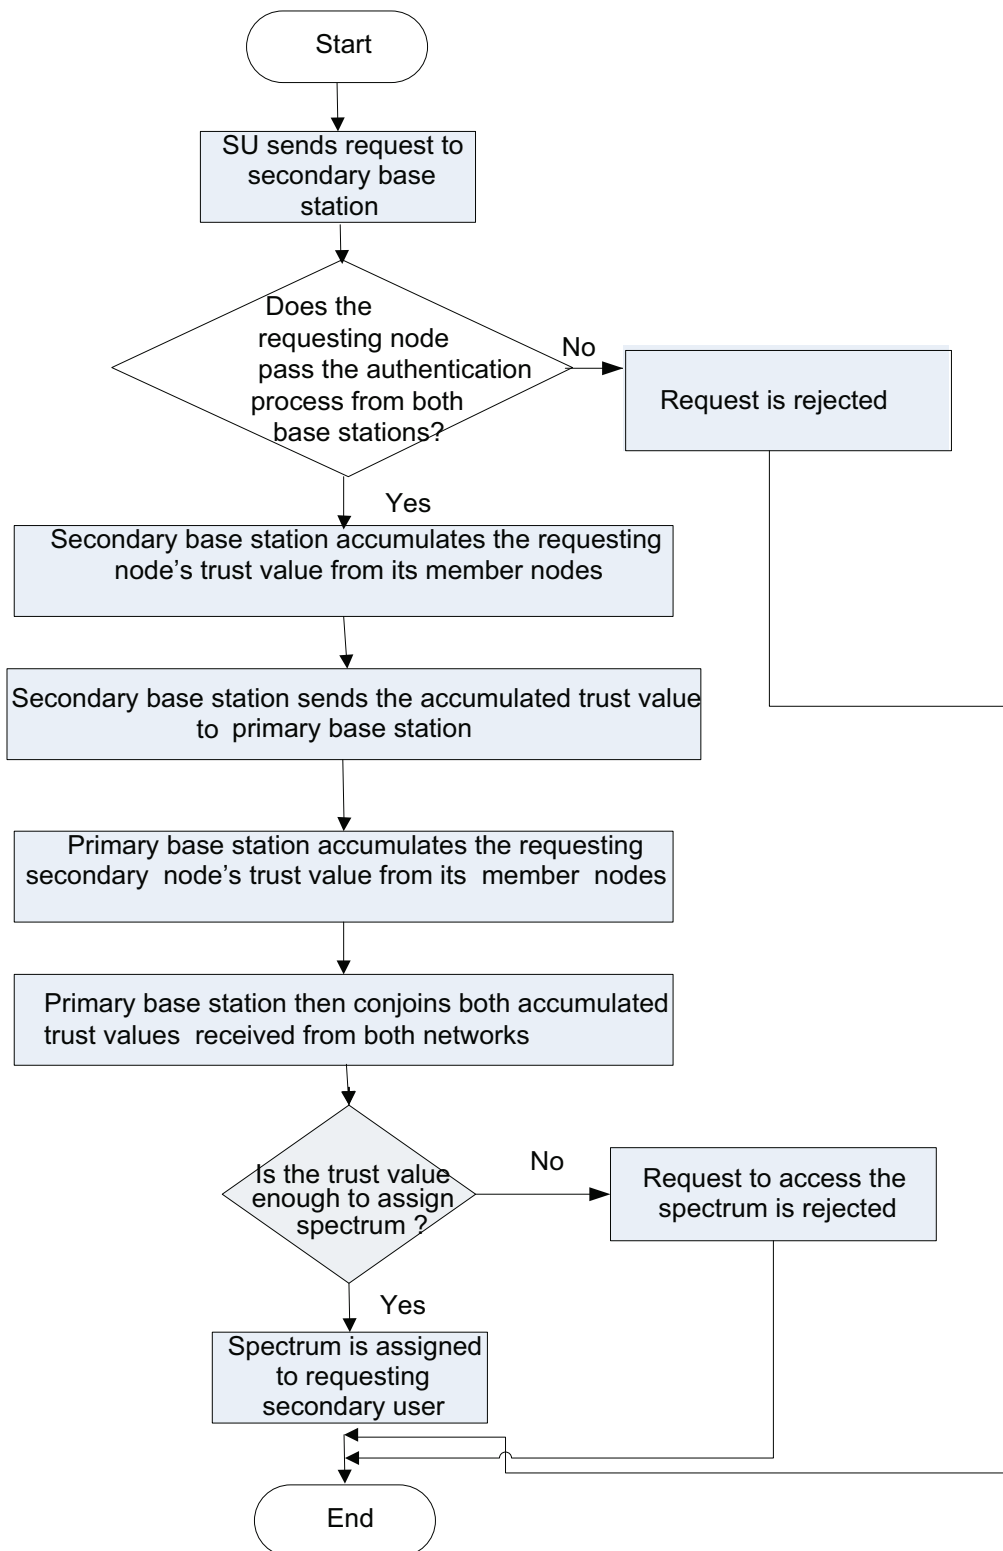 Start
SU sends request to
secondary base
station
Does the
requesting node
pass the authentication
process from both
base stations?
No
Request is rejected
Yes
Secondary base station accumulates the requesting
node’s trust value from its member nodes
Secondary base station sends the accumulated trust value
to primary base station
Primary base station accumulates the requesting
secondary node’s trust value from its member nodes
Primary base station then conjoins both accumulated
trust values received from both networks
Is the trust value
enough to assign
spectrum ?
No
Request to access the
spectrum is rejected
Yes
Spectrum is assigned
to requesting
secondary user
End